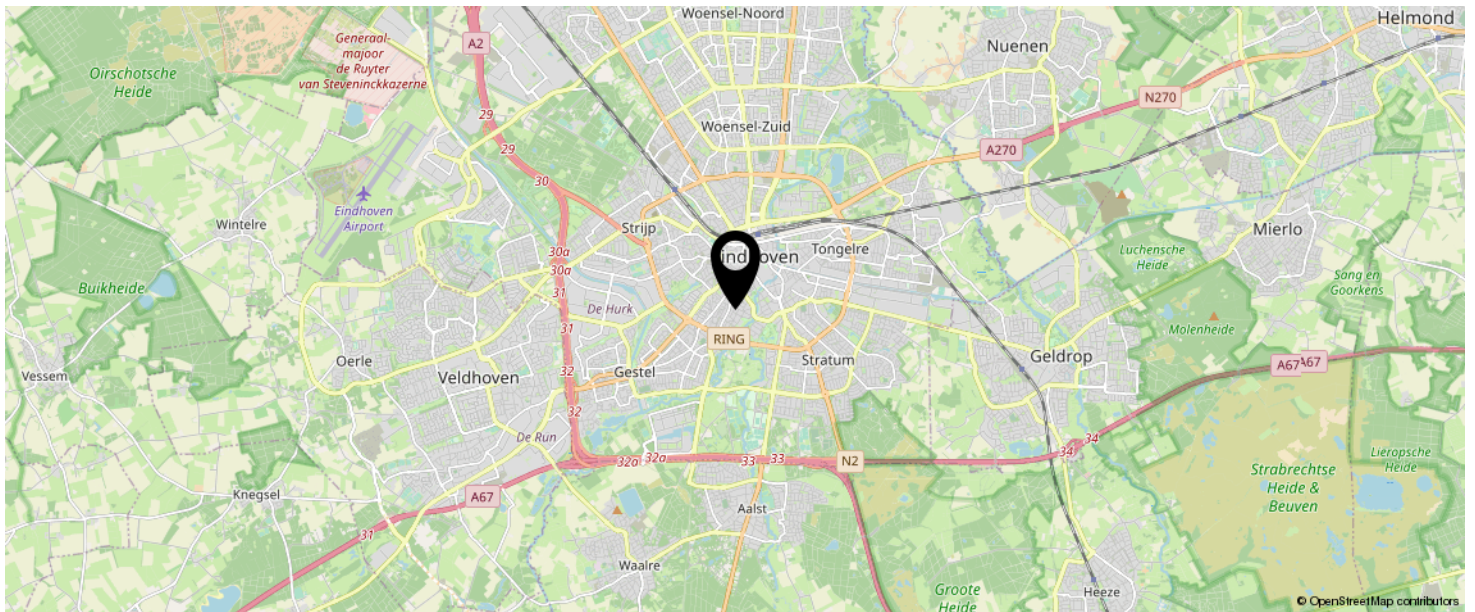 Woensel-Noord
Helmond
A2
Generaal-
majoor
de Ruyter
van Steveninckkazerne
Nuenen
Oirschotsche
Heide
N270
29
Woensel-Zuid
29
A270
30
Eindhoven
Airport
Wintelre
Strijp
Mierlo
Tongelre
Luchensche
Heide
30a
30a
indhoven
Sang en
Goorkens
Buikheide
31
De Hurk
31
Molenheide
RING
Oerle
Stratum
Geldrop
A67
A67
Vessem
32
Gestel
Veldhoven
32
De Run
34
34
32a
32a
33
33
N2
Lieropsche
Heide
Strabrechtse
Heide &
Beuven
Knegsel
A67
Aalst
31
Waalre
Groote
Heide
Heeze
© OpenStreetMap contributors